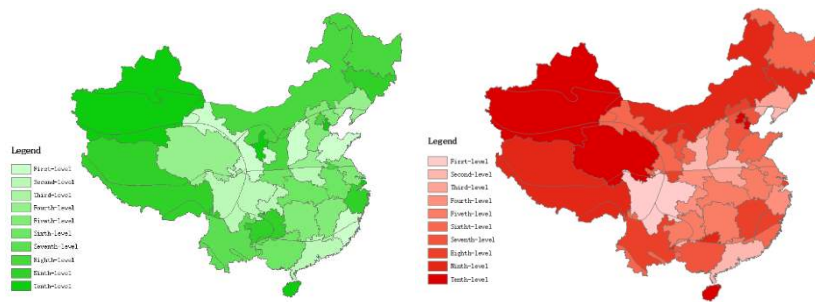 Legend
First-level
Second-level
Third-level
Fourth-level
Fiveth-level
Sixth-level
Seventh-level
Eighth-level
Ninth-level
Tenth-level
Legend
First-level
Second-level
Third-level
Fourth-level
Fiveth-level
Sixtht-level
Seventh-level
Eighth-level
Ninth-level
Tenth-level